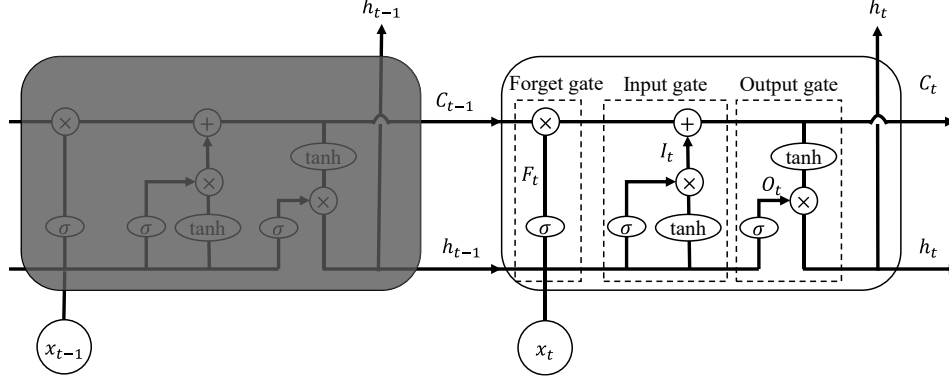 h_{t-1}
h_t
C_{t-1}
C_t
Forget gate Input gate Output gate
× + × +
tanh I_t tanh
F_t
× × × O_t ×
σ σ tanh σ σ σ tanh σ
h_{t-1} h_t
x_{t-1} x_t